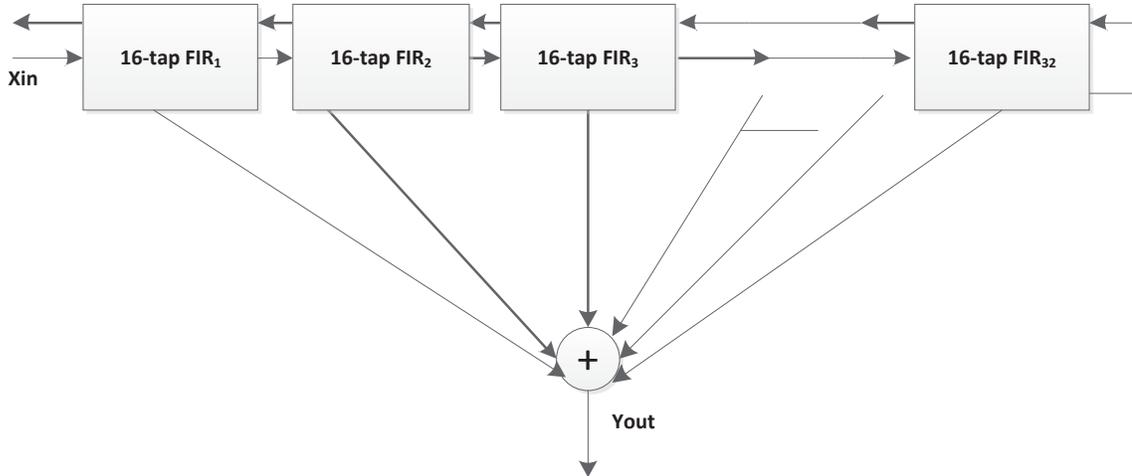 16-tap FIR₁
16-tap FIR₂
16-tap FIR₃
16-tap FIR₃₂
Xin
+
Yout